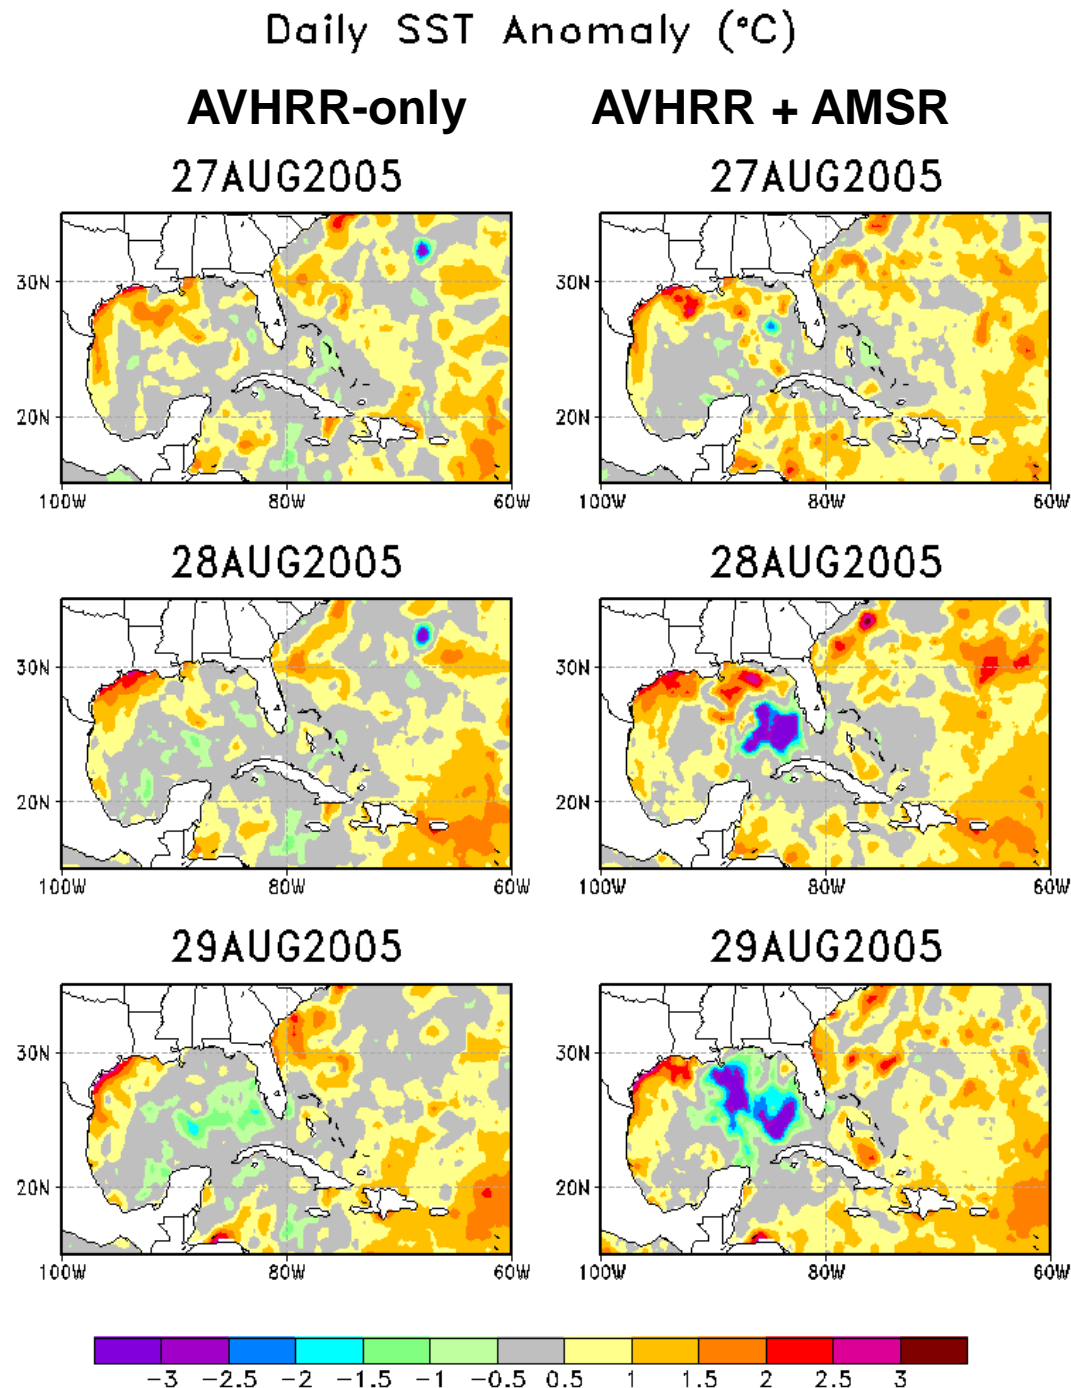 Daily SST Anomaly (°C)
AVHRR-only AVHRR + AMSR
27AUG2005 27AUG2005
30N 30N
20N 20N
100W 80W 60W 100W 80W 60W
28AUG2005 28AUG2005
30N 30N
20N 20N
100W 80W 60W 100W 80W 60W
29AUG2005 29AUG2005
30N 30N
20N 20N
100W 80W 60W 100W 80W 60W
−3 −2.5 −2 −1.5 −1 −0.5 0.5 1 1.5 2 2.5 3